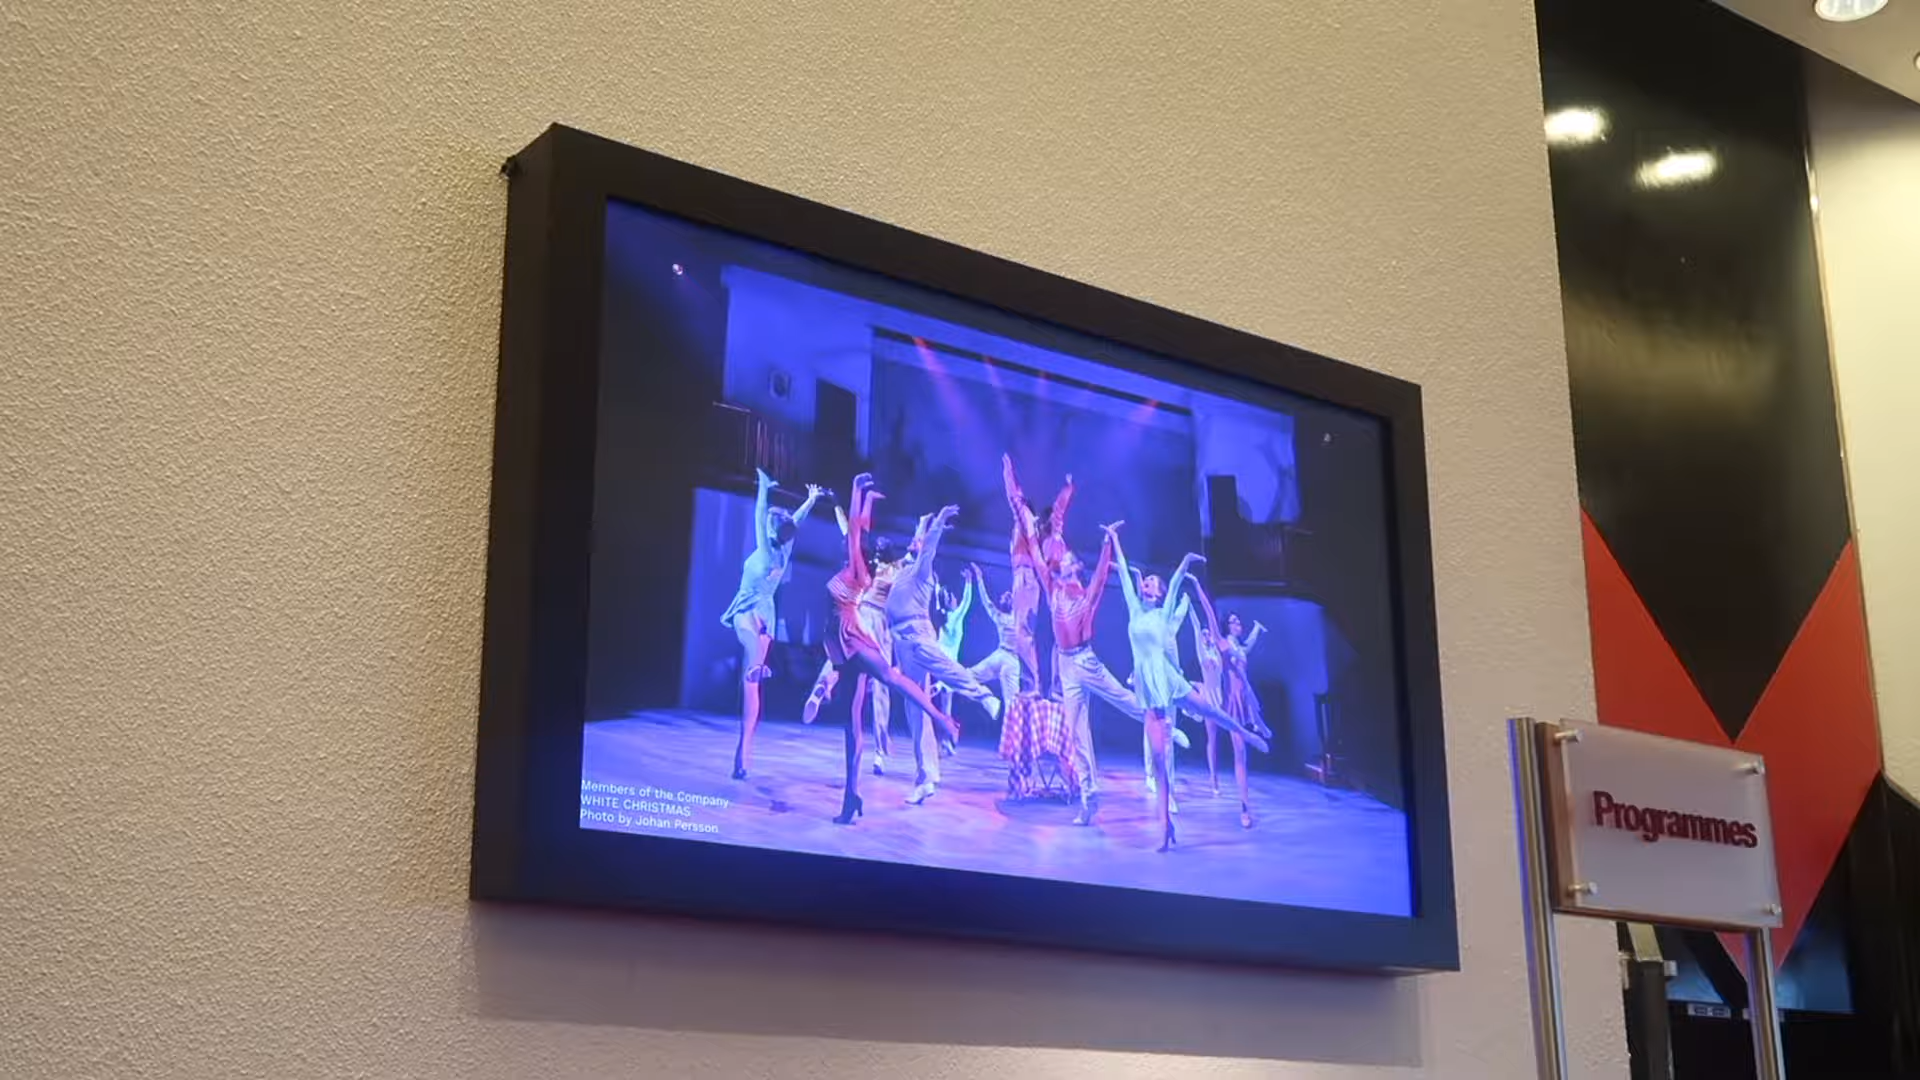 Members of the Company
WHITE CHRISTMAS
Photo by Johan Persson
Programmes